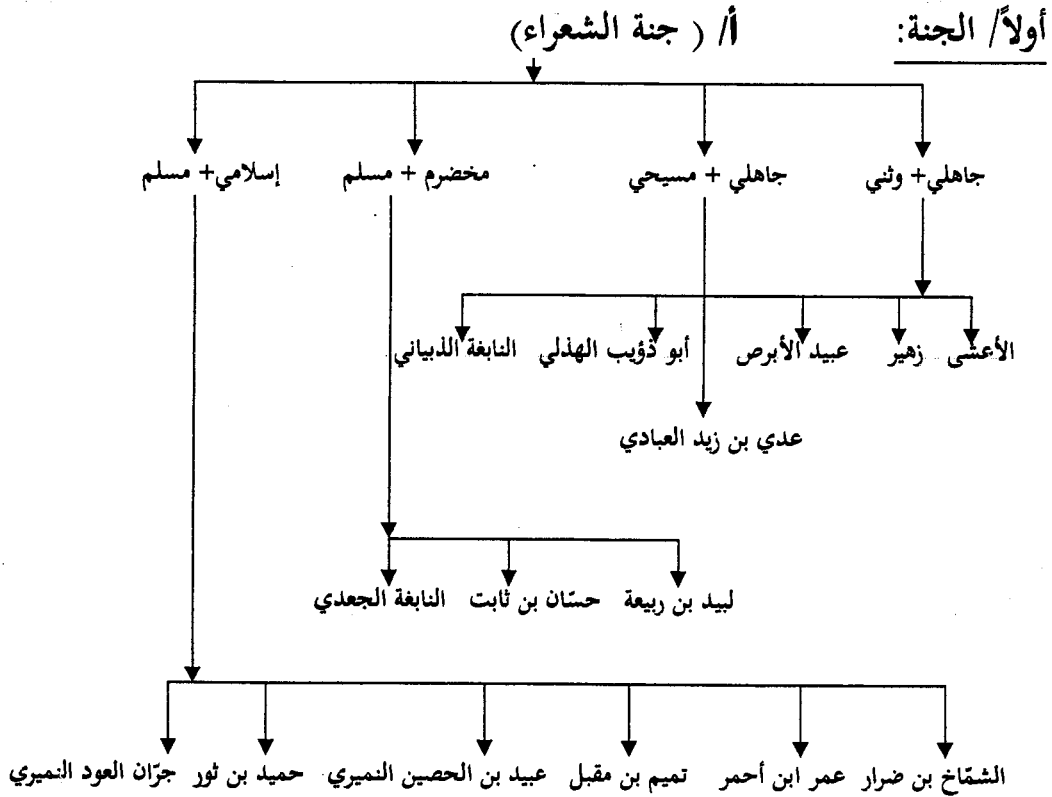 أولاً/ الجنة: أ/ ( جنة الشعراء)
جاهلي+ وثني جاهلي + مسيحي مخضرم + مسلم إسلامي+ مسلم
الأعشى زهير عبيد الأبرص أبو ذؤيب الهذلي النابغة الذبياني
عدي بن زيد العبادي
لبيد بن ربيعة حسّان بن ثابت النابغة الجعدي
الشمّاخ بن ضرار عمر ابن أحمر تميم بن مقبل عبيد بن الحصين النميري حميد بن ثور جرّان العود النميري